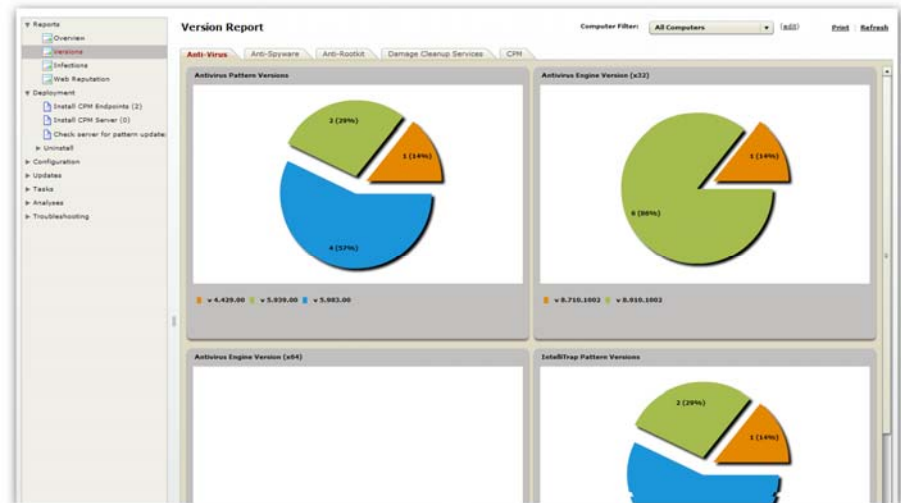 Reports
Overview
Versions
Infections
Web Reputation
Deployment
Install CPM Endpoints (2)
Install CPM Server (0)
Check server for pattern updates
Uninstall
Configuration
Updates
Tasks
Analyses
Troubleshooting
Version Report
Computer Filter: All Computers (edit) Print Refresh
Anti-Virus Anti-Spyware Anti-Rootkit Damage Cleanup Services CPM
Antivirus Pattern Versions
2 (29%)
1 (14%)
4 (57%)
v 4.429.00 v 5.939.00 v 5.983.00
Antivirus Engine Version (x32)
1 (14%)
6 (86%)
v 8.710.1002 v 8.910.1002
Antivirus Engine Version (x64)
IntelliTrap Pattern Versions
2 (29%)
1 (14%)